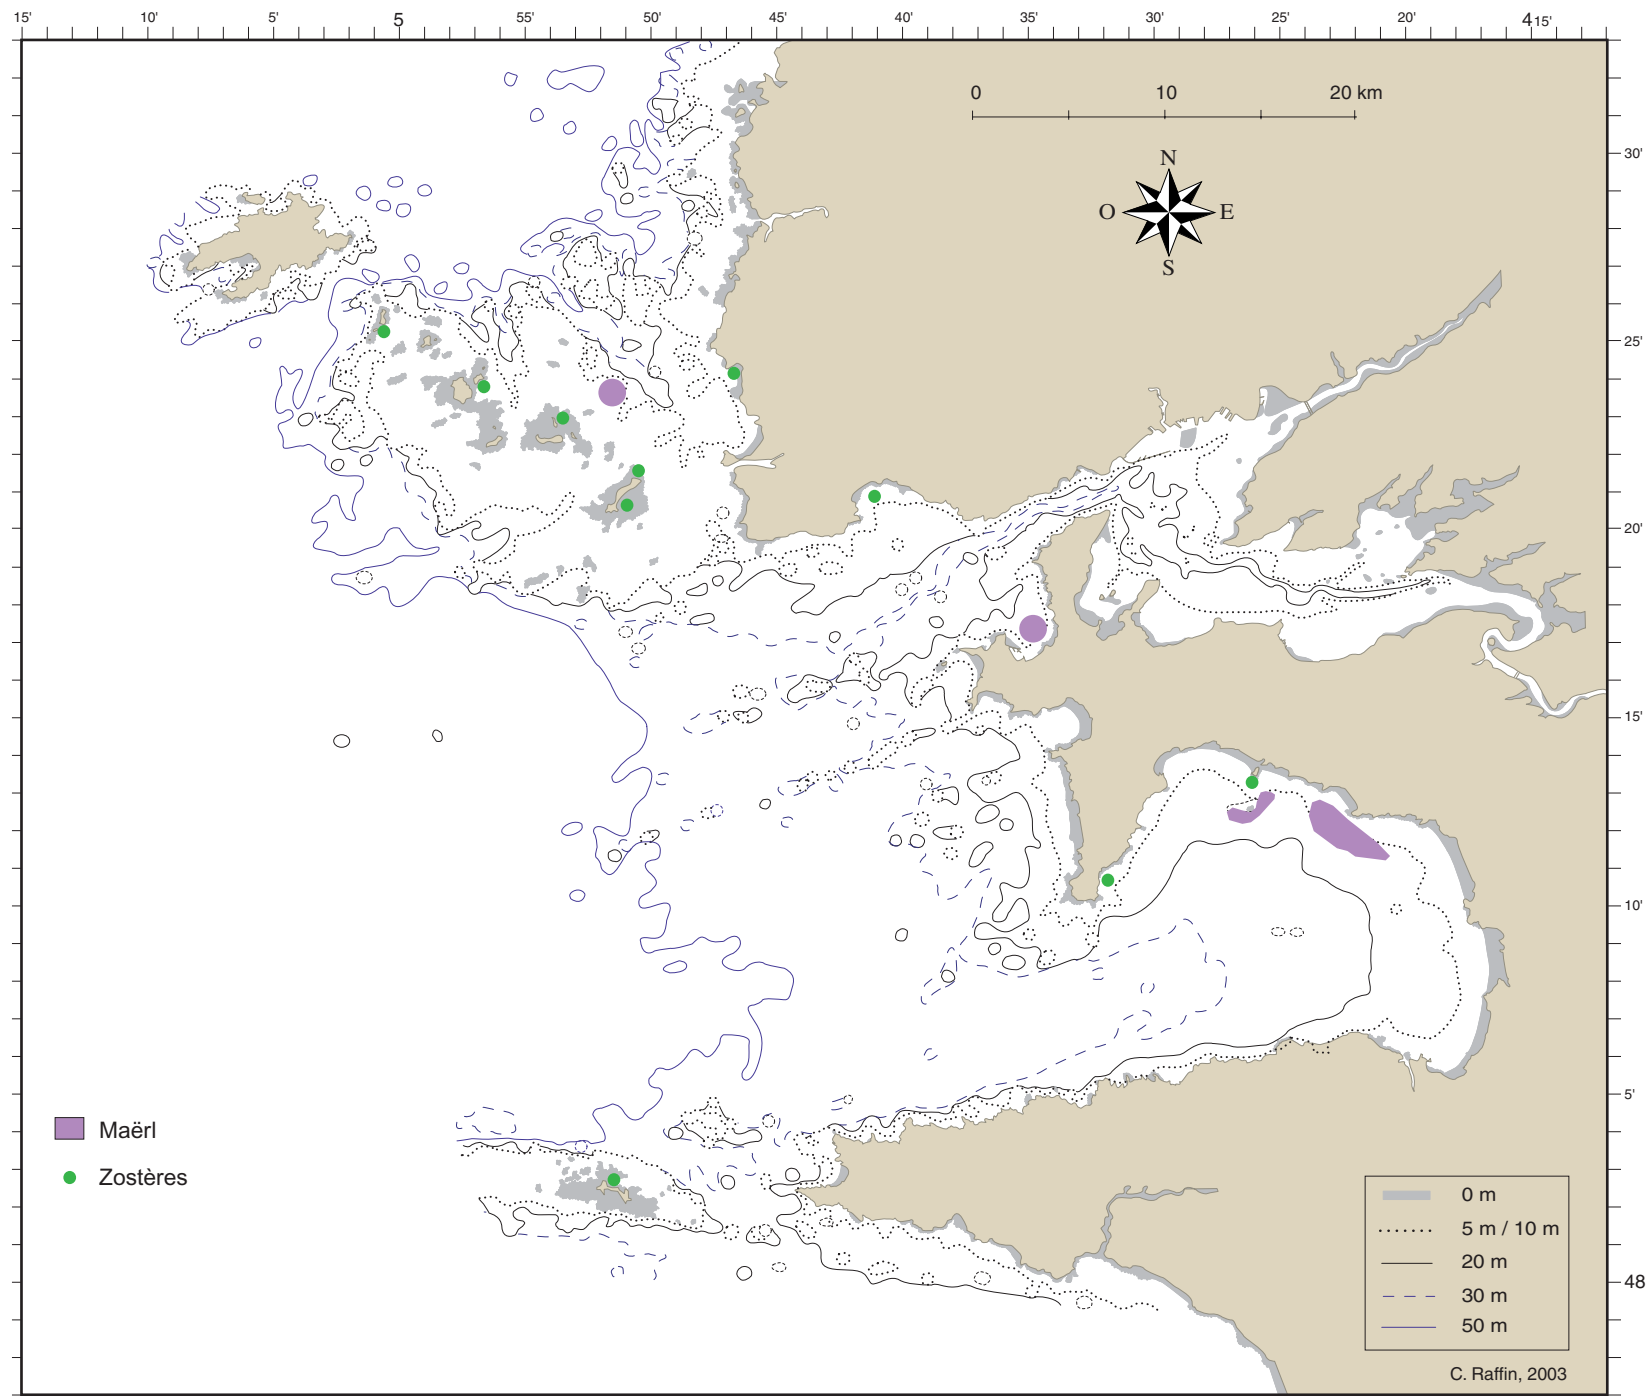 15' 10' 5' 5 55' 50' 45' 40' 35' 30' 25' 20' 4 15'
0 10 20 km
30'
N
O E
S
25'
20'
15'
10'
5'
Maërl
Zostères
0 m
5 m / 10 m
20 m
48
30 m
50 m
C. Raffin, 2003